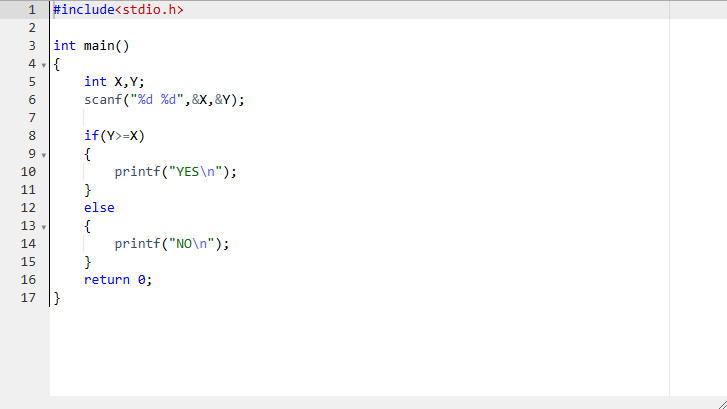 1 #include<stdio.h>
2
3 int main()
4 {
5     int X,Y;
6     scanf("%d %d",&X,&Y);
7
8     if(Y>=X)
9     {
10         printf("YES\n");
11     }
12     else
13     {
14         printf("NO\n");
15     }
16     return 0;
17 }